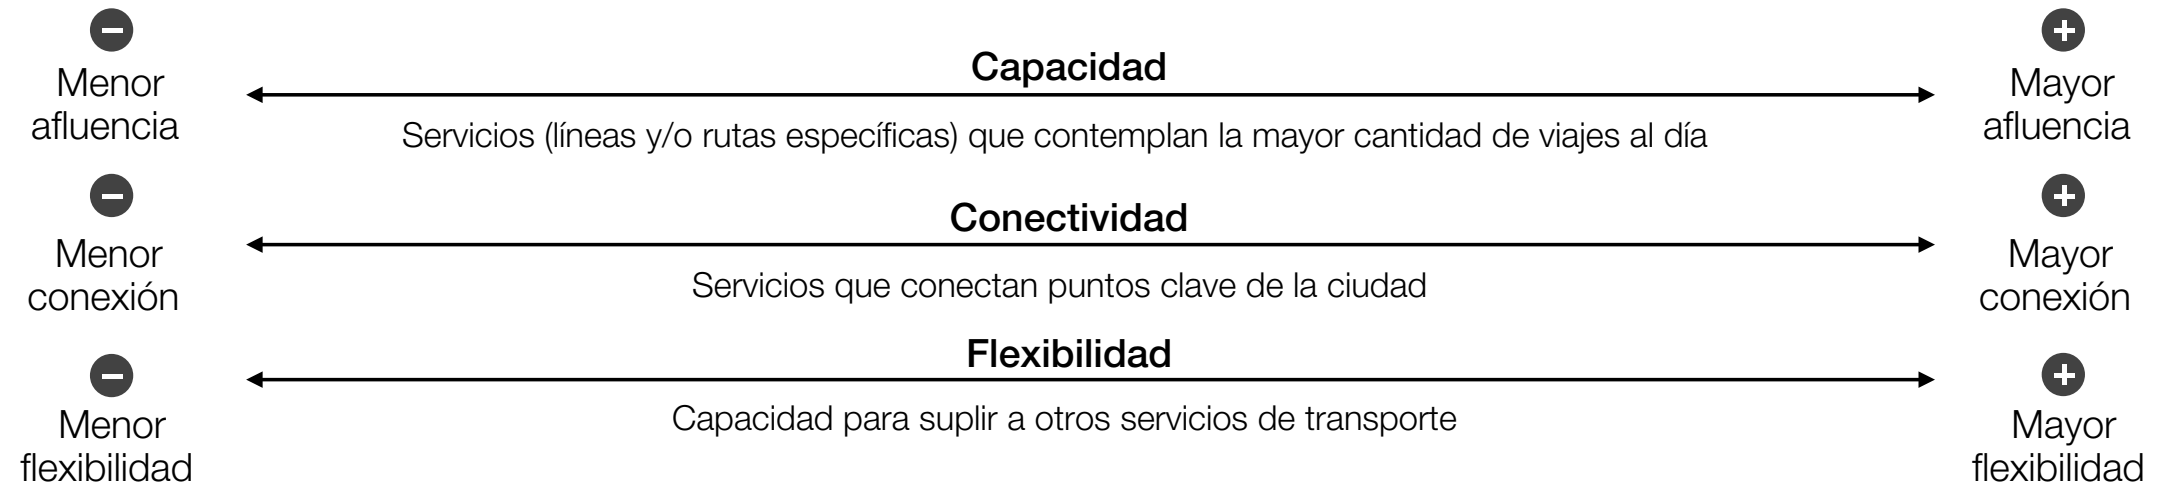 Capacidad
Menor
afluencia
Mayor
afluencia
Servicios (líneas y/o rutas específicas) que contemplan la mayor cantidad de viajes al día
Conectividad
Menor
conexión
Mayor
conexión
Servicios que conectan puntos clave de la ciudad
Flexibilidad
Menor
flexibilidad
Mayor
flexibilidad
Capacidad para suplir a otros servicios de transporte